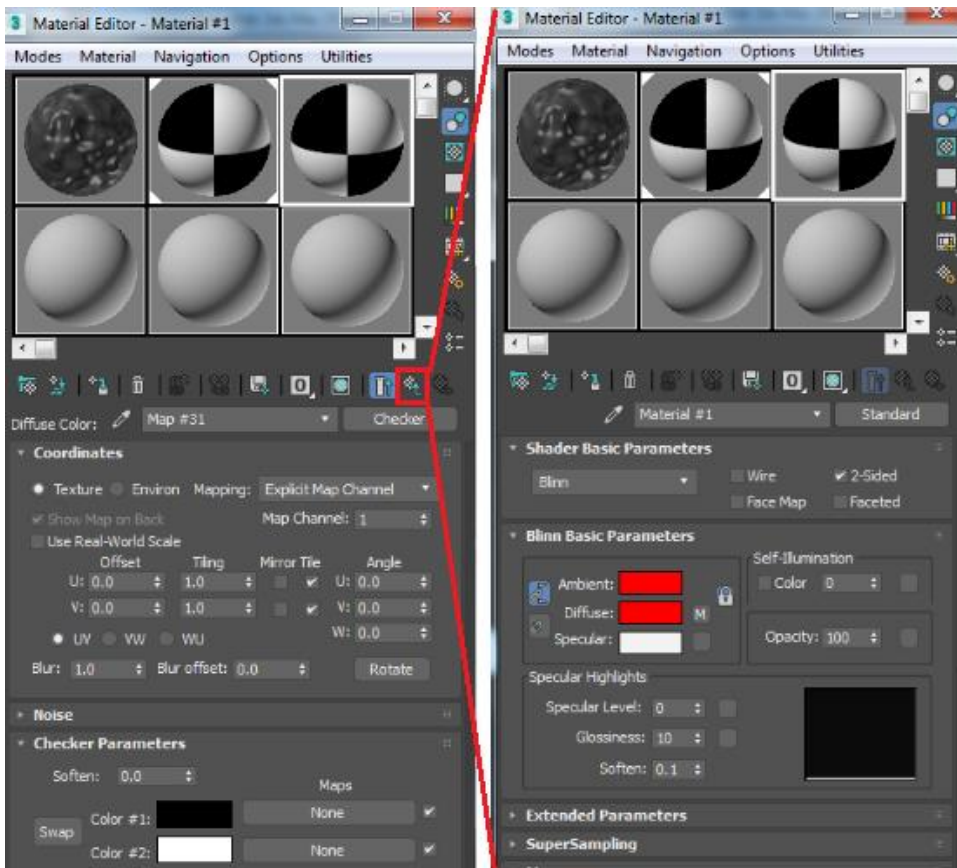 3 Material Editor - Material #1
Modes Material Navigation Options Utilities
0
Diffuse Color: Map #31 Checker
Coordinates
Texture Environ Mapping: Explicit Map Channel
Show Map on Back Map Channel: 1
Use Real-World Scale
Offset Tiling Mirror Tile Angle
U: 0.0 1.0 U: 0.0
V: 0.0 1.0 V: 0.0
UV VW WU W: 0.0
Blur: 1.0 Blur offset: 0.0 Rotate
Noise
Checker Parameters
Soften: 0.0
Maps
Color #1: None
Swap
Color #2: None
3 Material Editor - Material #1
Modes Material Navigation Options Utilities
0
Material #1 Standard
Shader Basic Parameters
Blinn Wire 2-Sided
Face Map Faceted
Blinn Basic Parameters
Self-Illumination
Ambient: Color 0
Diffuse: M
Specular: Opacity: 100
Specular Highlights
Specular Level: 0
Glossiness: 10
Soften: 0.1
Extended Parameters
SuperSampling